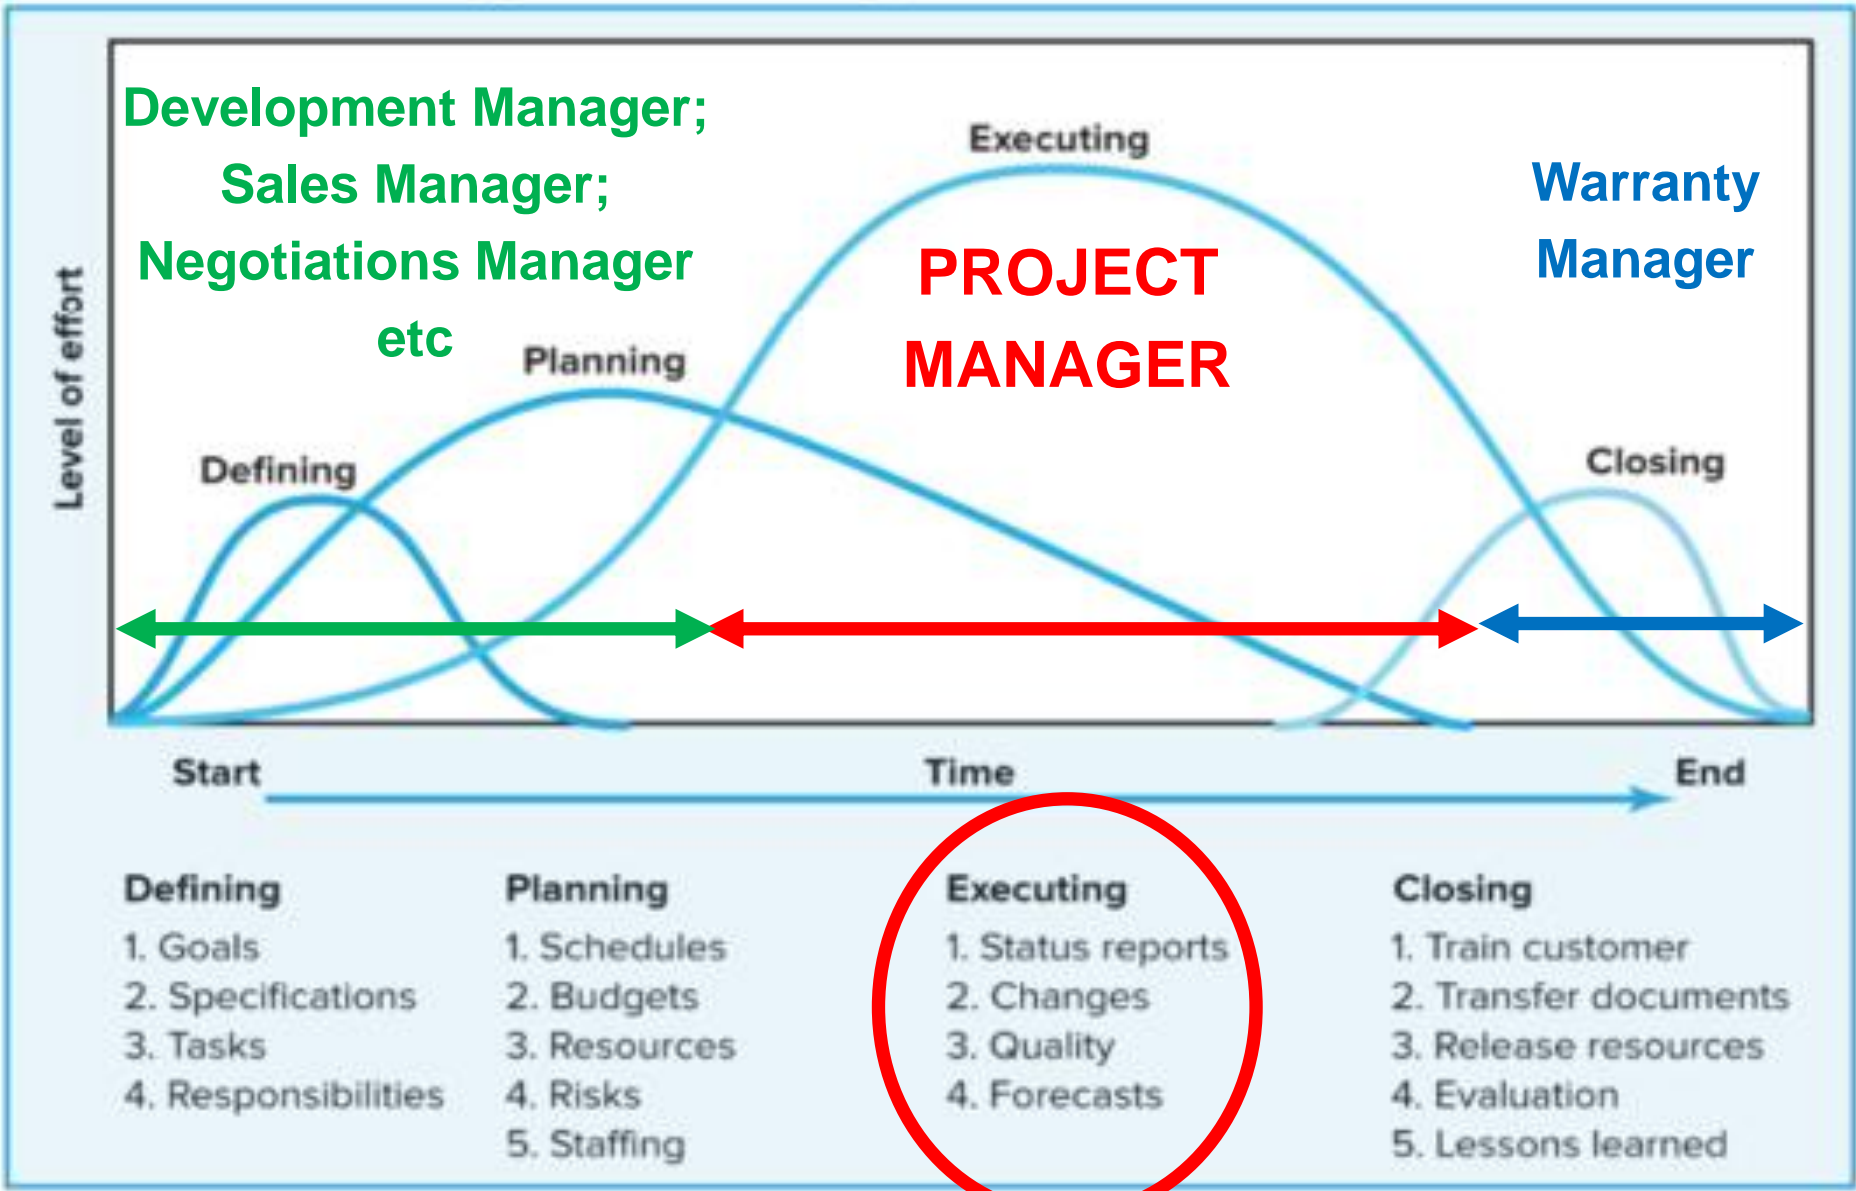 Development Manager;
Sales Manager;
Negotiations Manager
etc
Executing
Warranty
Manager
PROJECT
MANAGER
Planning
Defining
Closing
Level of effort
Start
Time
End
Defining
1. Goals
2. Specifications
3. Tasks
4. Responsibilities
Planning
1. Schedules
2. Budgets
3. Resources
4. Risks
5. Staffing
Executing
1. Status reports
2. Changes
3. Quality
4. Forecasts
Closing
1. Train customer
2. Transfer documents
3. Release resources
4. Evaluation
5. Lessons learned